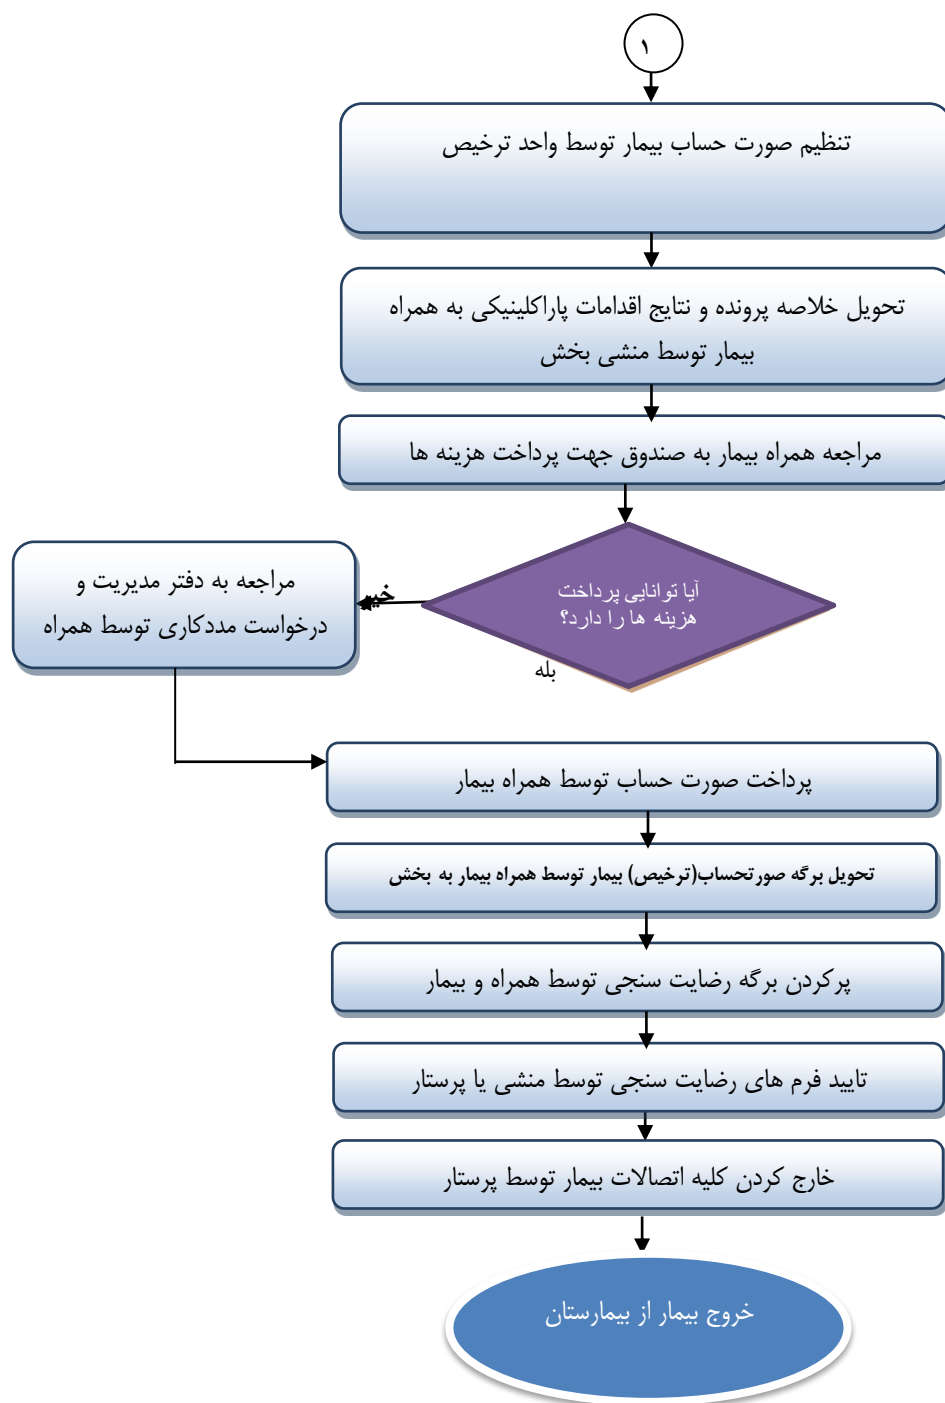 ۱
تنظیم صورت حساب بیمار توسط واحد ترخیص
تحویل خلاصه پرونده و نتایج اقدامات پاراکلینیکی به همراه
بیمار توسط منشی بخش
مراجعه همراه بیمار به صندوق جهت پرداخت هزینه ها
آیا توانایی پرداخت
هزینه ها را دارد؟
خیر
مراجعه به دفتر مدیریت و
درخواست مددکاری توسط همراه
بله
پرداخت صورت حساب توسط همراه بیمار
تحویل برگه صورتحساب(ترخیص) بیمار توسط همراه بیمار به بخش
پرکردن برگه رضایت سنجی توسط همراه و بیمار
تایید فرم های رضایت سنجی توسط منشی یا پرستار
خارج کردن کلیه اتصالات بیمار توسط پرستار
خروج بیمار از بیمارستان